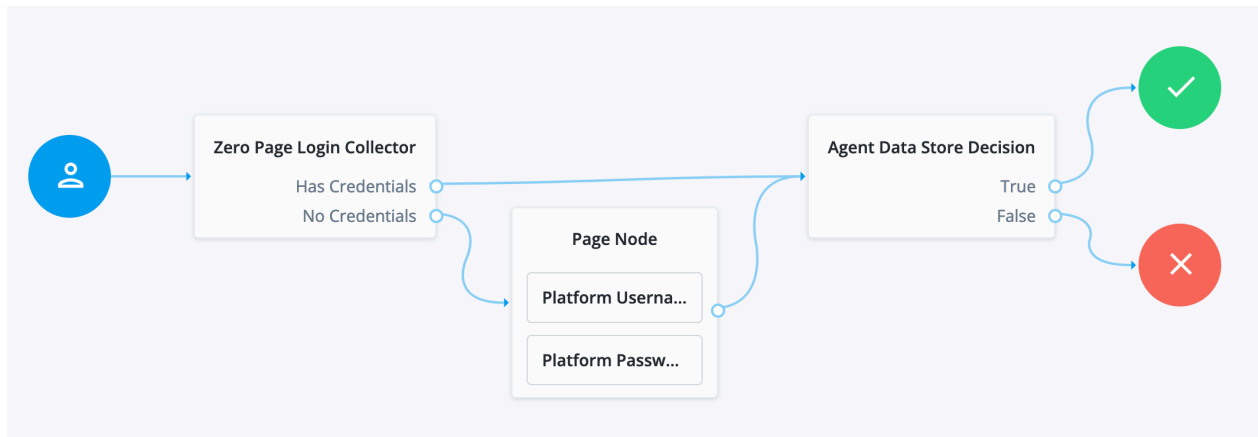 Zero Page Login Collector
Has Credentials
No Credentials
Page Node
Platform Userna...
Platform Passw...
Agent Data Store Decision
True
False